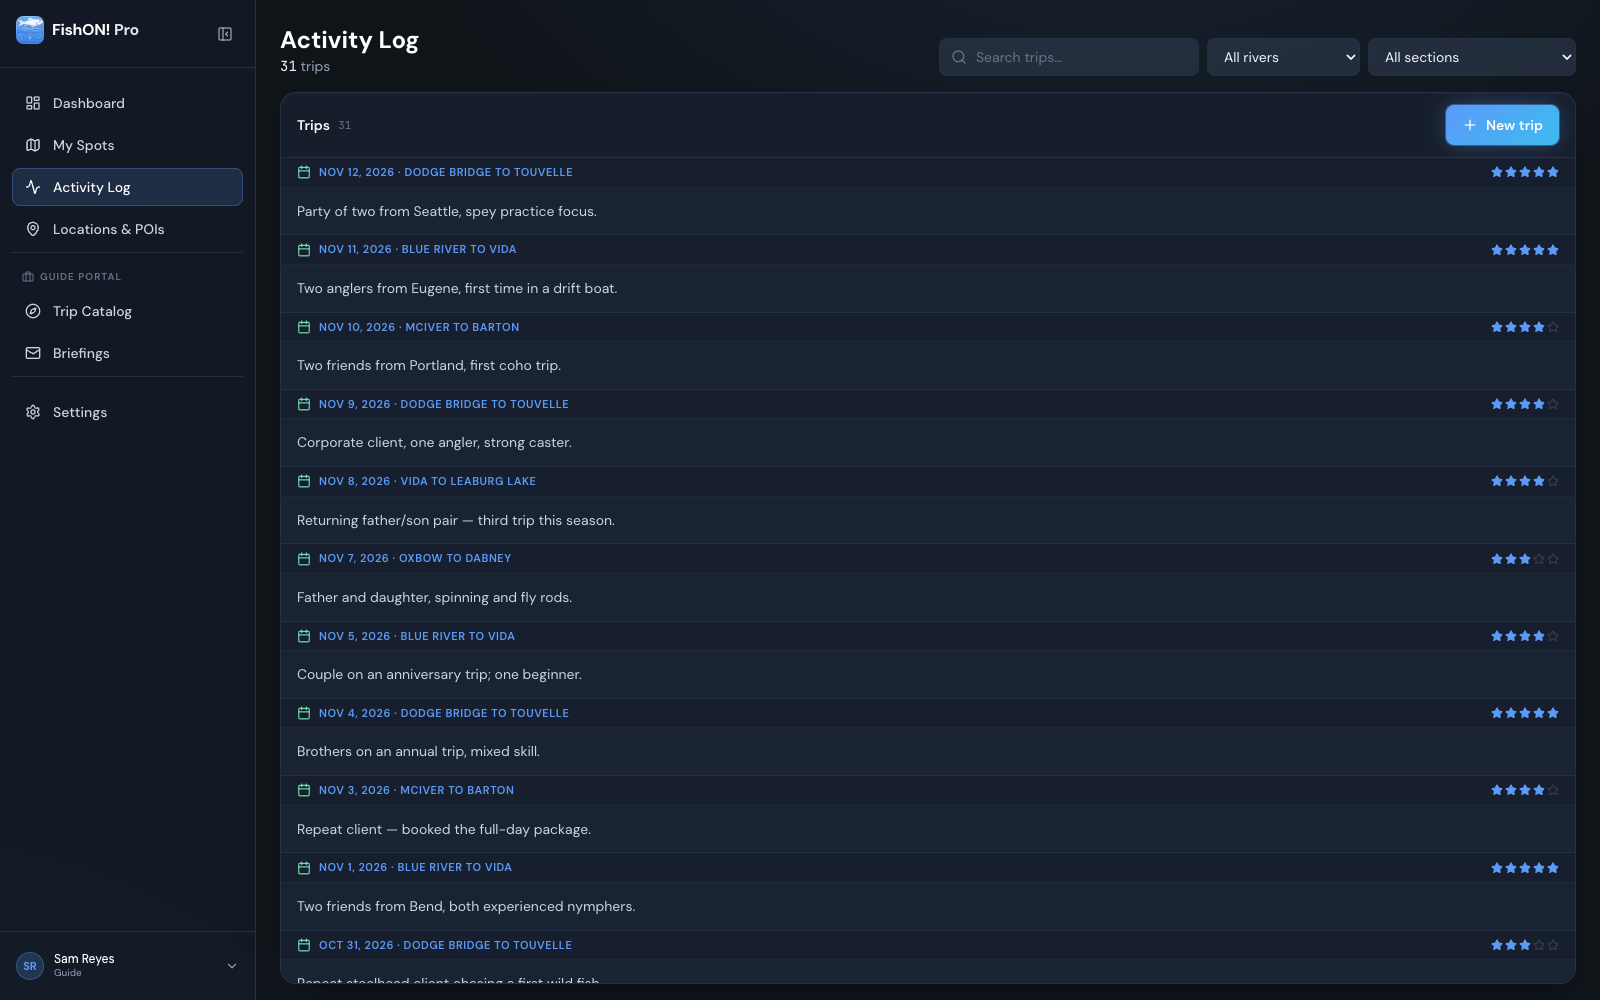 FishON! Pro
Dashboard
My Spots
Activity Log
Locations & POIs
GUIDE PORTAL
Trip Catalog
Briefings
Settings
SR
Sam Reyes
Guide
Activity Log
31 trips
Search trips...
All rivers
All sections
Trips 31
New trip
NOV 12, 2026 · DODGE BRIDGE TO TOUVELLE
Party of two from Seattle, spey practice focus.
NOV 11, 2026 · BLUE RIVER TO VIDA
Two anglers from Eugene, first time in a drift boat.
NOV 10, 2026 · MCIVER TO BARTON
Two friends from Portland, first coho trip.
NOV 9, 2026 · DODGE BRIDGE TO TOUVELLE
Corporate client, one angler, strong caster.
NOV 8, 2026 · VIDA TO LEABURG LAKE
Returning father/son pair — third trip this season.
NOV 7, 2026 · OXBOW TO DABNEY
Father and daughter, spinning and fly rods.
NOV 5, 2026 · BLUE RIVER TO VIDA
Couple on an anniversary trip; one beginner.
NOV 4, 2026 · DODGE BRIDGE TO TOUVELLE
Brothers on an annual trip, mixed skill.
NOV 3, 2026 · MCIVER TO BARTON
Repeat client — booked the full-day package.
NOV 1, 2026 · BLUE RIVER TO VIDA
Two friends from Bend, both experienced nymphers.
OCT 31, 2026 · DODGE BRIDGE TO TOUVELLE
Repeat steelhead client chasing a first wild fish.